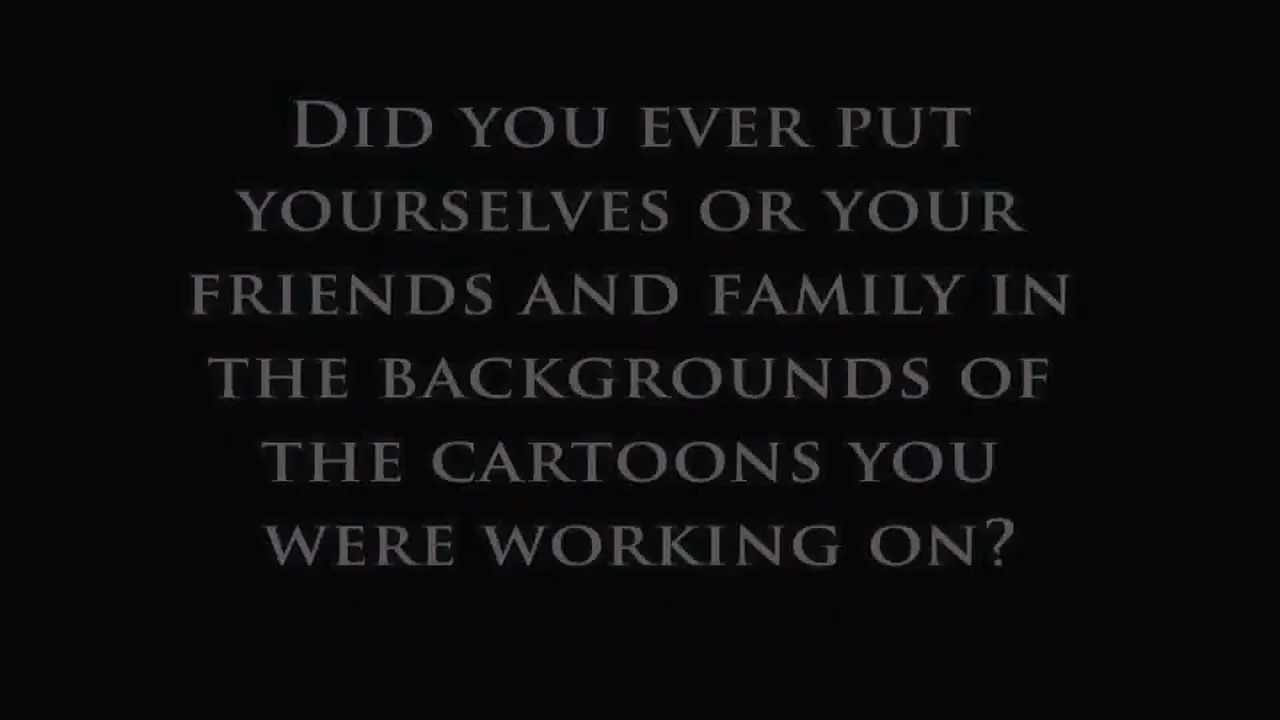 Did you ever put
yourselves or your
friends and family in
the backgrounds of
the cartoons you
were working on?